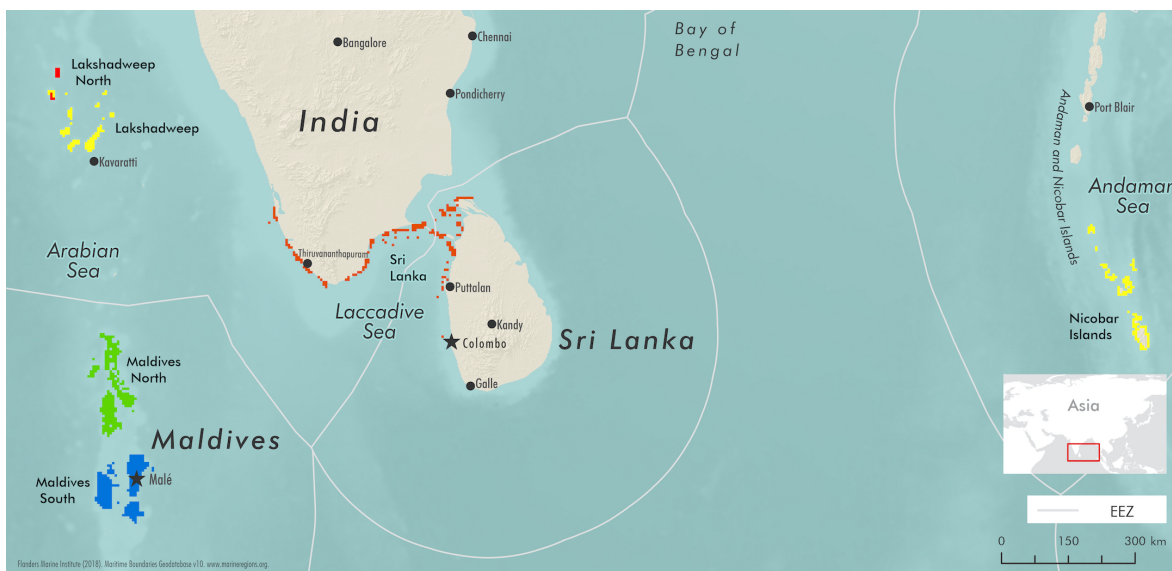 Bay of
Bengal
Chennai
Bangalore
Lakshadweep
North
Pondicherry
India
Port Blair
Andaman and Nicobar Islands
Lakshadweep
Kavaratti
Andaman
Sea
Arabian
Sea
Thiruvananthapuram
Sri
Lanka
Puttalan
Laccadive
Sea
Kandy
Colombo
Sri Lanka
Nicobar
Islands
Maldives
North
Galle
Asia
Maldives
Malé
Maldives
South
EEZ
0 150 300 km
Flanders Marine Institute (2018). Maritime Boundaries Geodatabase v10. www.marineregions.org.